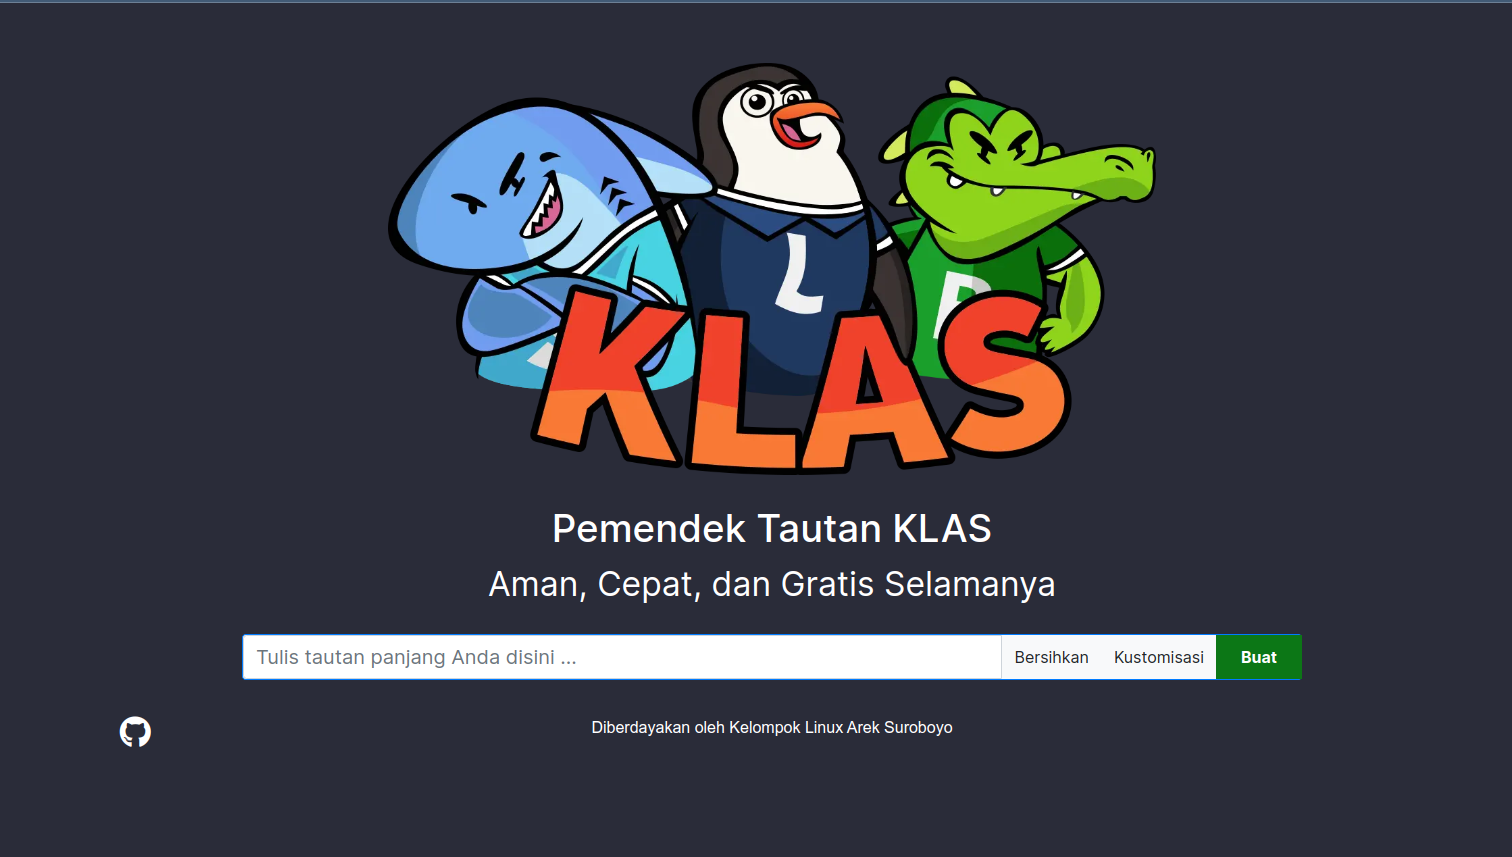 L
KLAS
Pemendek Tautan KLAS
Aman, Cepat, dan Gratis Selamanya
Tulis tautan panjang Anda disini ...
Bersihkan
Kustomisasi
Buat
Diberdayakan oleh Kelompok Linux Arek Suroboyo